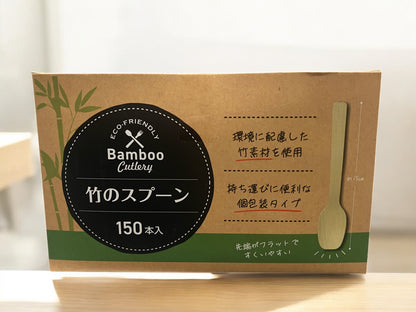 ECO-FRIENDLY
Bamboo
Cutlery
竹のスプーン
150本入
環境に配慮した
竹素材を使用
持ち運びに便利な
個包装タイプ
先端がフラットで
すくいやすい